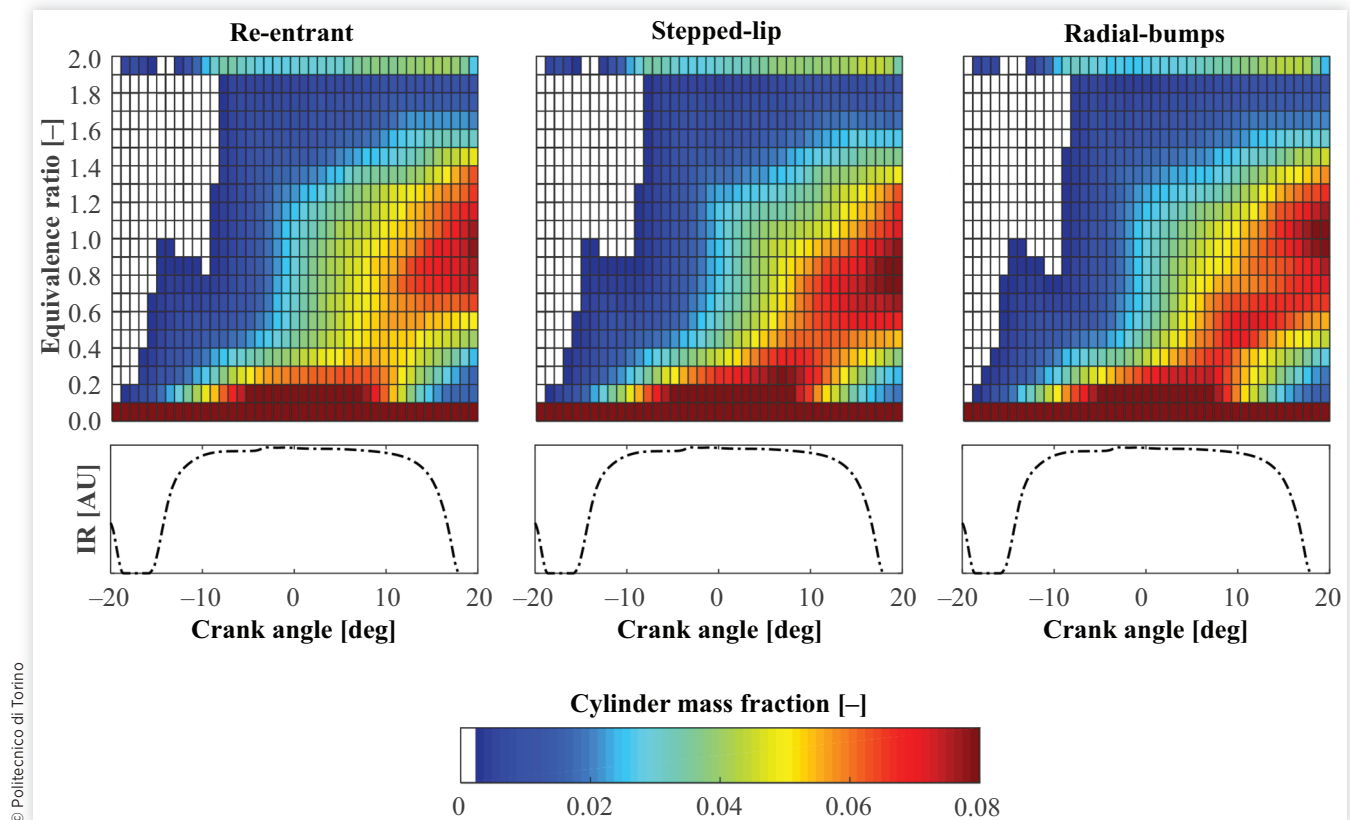 Re-entrant
Stepped-lip
Radial-bumps
Equivalence ratio [–]
2.0
1.8
1.6
1.4
1.2
1.0
0.8
0.6
0.4
0.2
0.0
IR [AU]
–20 –10 0 10 20
–20 –10 0 10 20
–20 –10 0 10 20
Crank angle [deg]
Crank angle [deg]
Crank angle [deg]
Cylinder mass fraction [–]
0 0.02 0.04 0.06 0.08
© Politecnico di Torino